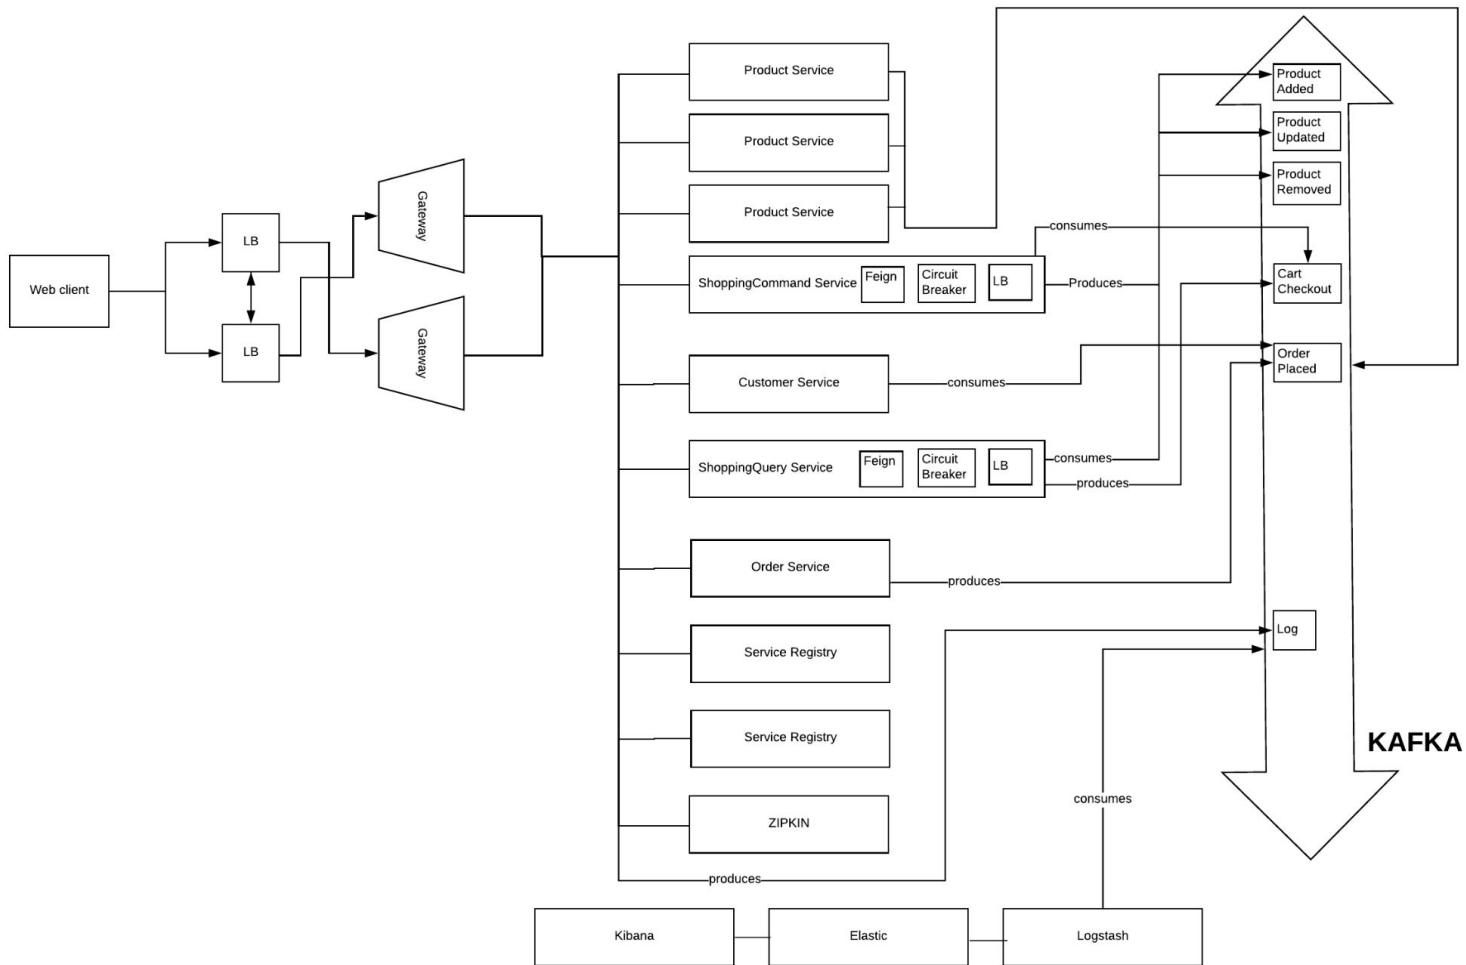 Product Service
Product
Added
Product
Updated
Product Service
Product
Removed
Product Service
Gateway
LB
consumes
Web client
ShoppingCommand Service
Feign
Circuit
Breaker
LB
Produces
Cart
Checkout
LB
Gateway
Order
Placed
Customer Service
consumes
ShoppingQuery Service
Feign
Circuit
Breaker
LB
consumes
produces
Order Service
produces
Log
Service Registry
Service Registry
KAFKA
consumes
ZIPKIN
produces
Kibana
Elastic
Logstash